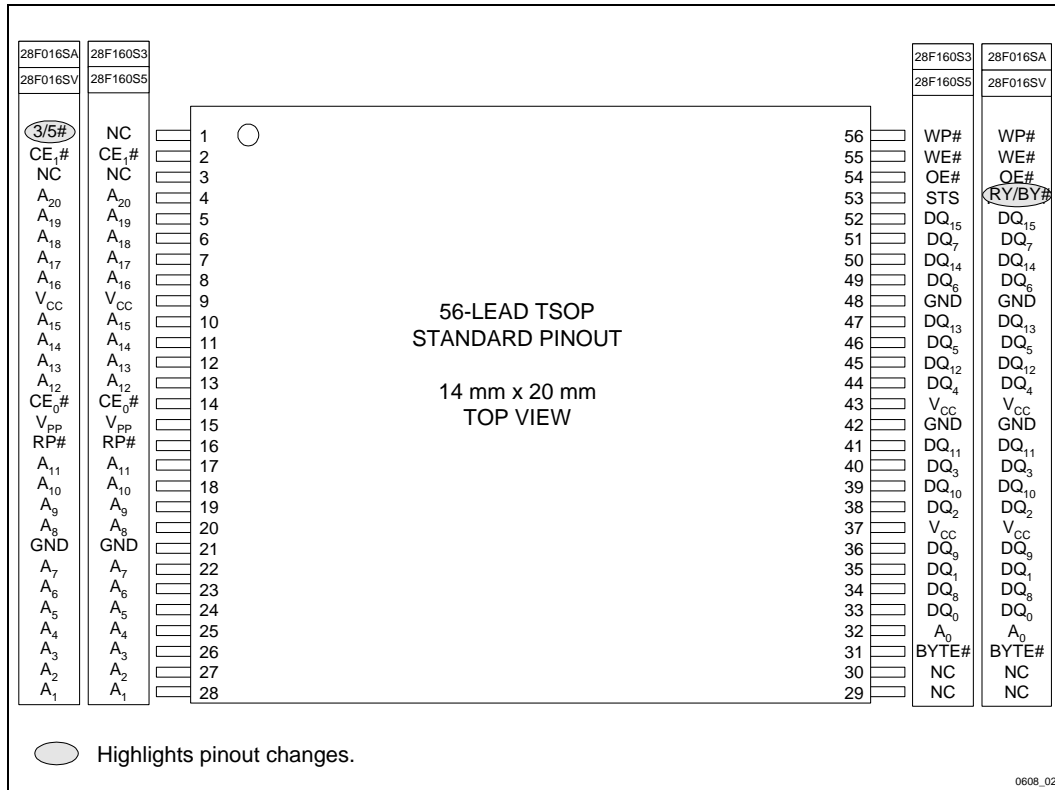 28F016SA 28F160S3 28F160S3 28F016SA
28F016SV 28F160S5 28F160S5 28F016SV
3/5# NC 1 56 WP# WP#
CE₁# CE₁# 2 55 WE# WE#
NC NC 3 54 OE# OE#
A₂₀ A₂₀ 4 53 STS RY/BY#
A₁₉ A₁₉ 5 52 DQ₁₅ DQ₁₅
A₁₈ A₁₈ 6 51 DQ₇ DQ₇
A₁₇ A₁₇ 7 50 DQ₁₄ DQ₁₄
A₁₆ A₁₆ 8 49 DQ₆ DQ₆
V_CC V_CC 9 48 GND GND
A₁₅ A₁₅ 10 47 DQ₁₃ DQ₁₃
A₁₄ A₁₄ 11 46 DQ₅ DQ₅
A₁₃ A₁₃ 12 45 DQ₁₂ DQ₁₂
A₁₂ A₁₂ 13 44 DQ₄ DQ₄
CE₀# CE₀# 14 43 V_CC V_CC
V_PP V_PP 15 42 GND GND
RP# RP# 16 41 DQ₁₁ DQ₁₁
A₁₁ A₁₁ 17 40 DQ₃ DQ₃
A₁₀ A₁₀ 18 39 DQ₁₀ DQ₁₀
A₉ A₉ 19 38 DQ₂ DQ₂
A₈ A₈ 20 37 V_CC V_CC
GND GND 21 36 DQ₉ DQ₉
A₇ A₇ 22 35 DQ₁ DQ₁
A₆ A₆ 23 34 DQ₈ DQ₈
A₅ A₅ 24 33 DQ₀ DQ₀
A₄ A₄ 25 32 A₀ A₀
A₃ A₃ 26 31 BYTE# BYTE#
A₂ A₂ 27 30 NC NC
A₁ A₁ 28 29 NC NC
56-LEAD TSOP
STANDARD PINOUT
14 mm x 20 mm
TOP VIEW
Highlights pinout changes.
0608_02